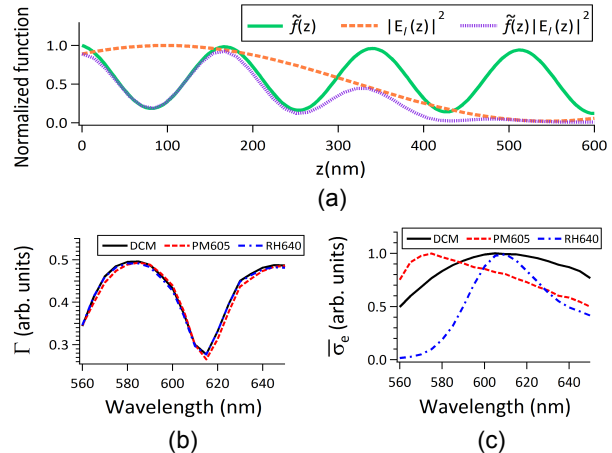 f̃(z) |E_I(z)|² f̃(z)|E_I(z)|²
Normalized function
1.0
0.5
0.0
0 100 200 300 400 500 600
z(nm)
(a)
DCM PM605 RH640
Γ (arb. units)
0.5
0.4
0.3
560 580 600 620 640
Wavelength (nm)
(b)
DCM PM605 RH640
σ̅_e (arb. units)
1.0
0.5
0.0
560 580 600 620 640
Wavelength (nm)
(c)